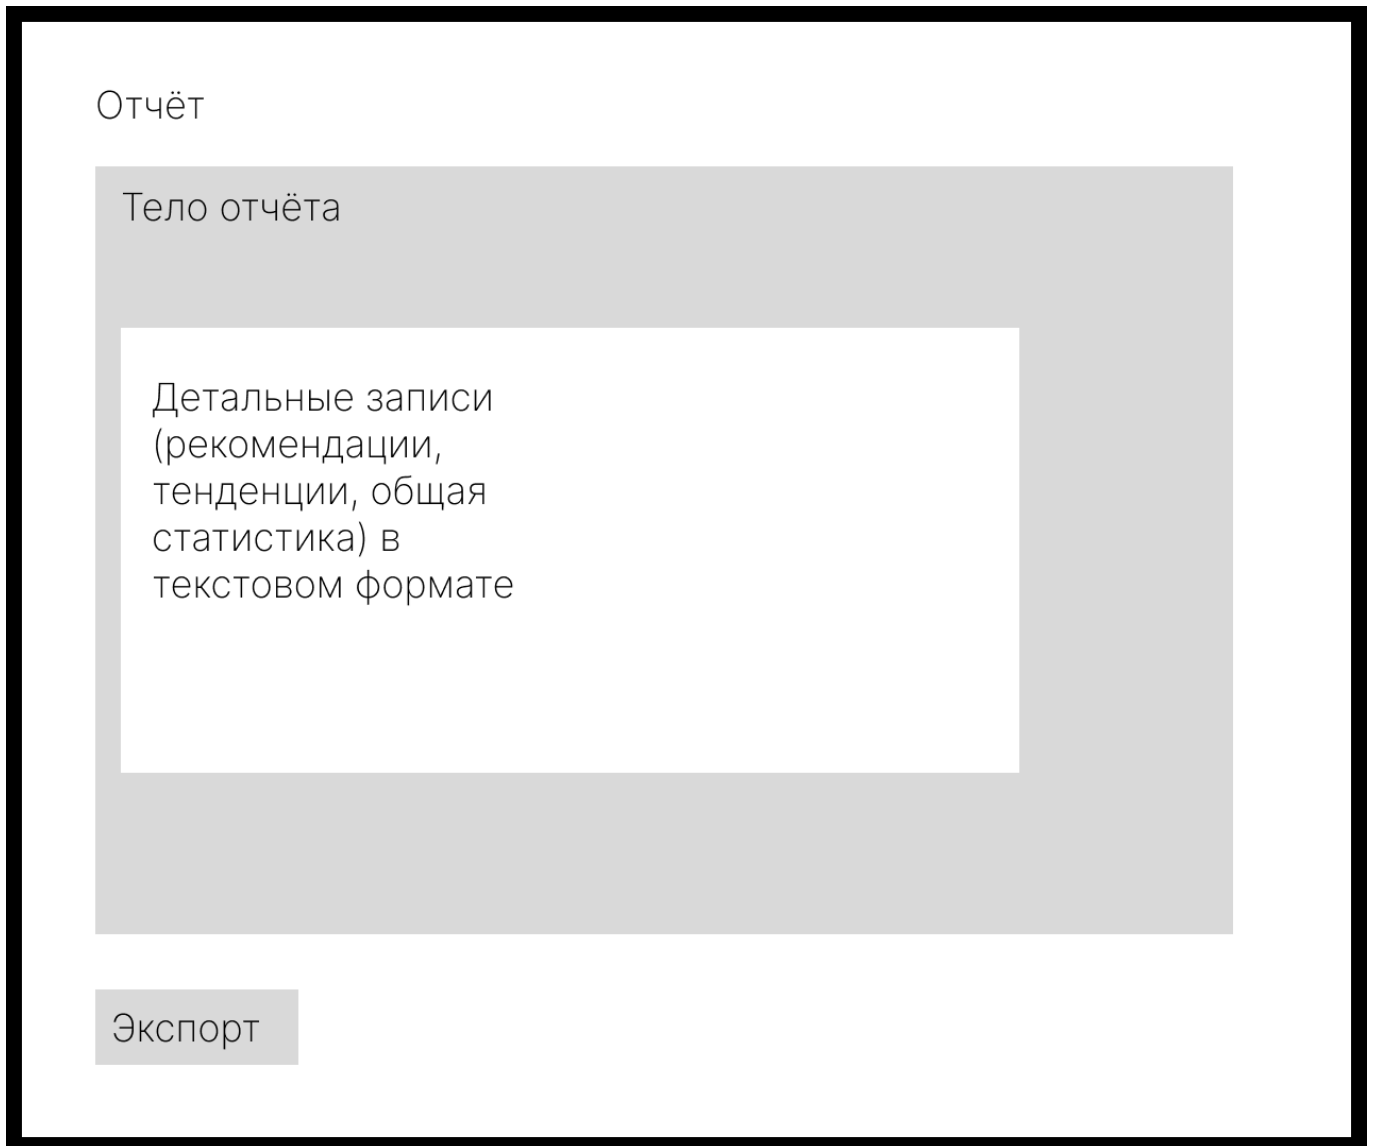 Отчёт
Тело отчёта
Детальные записи
(рекомендации,
тенденции, общая
статистика) в
текстовом формате
Экспорт